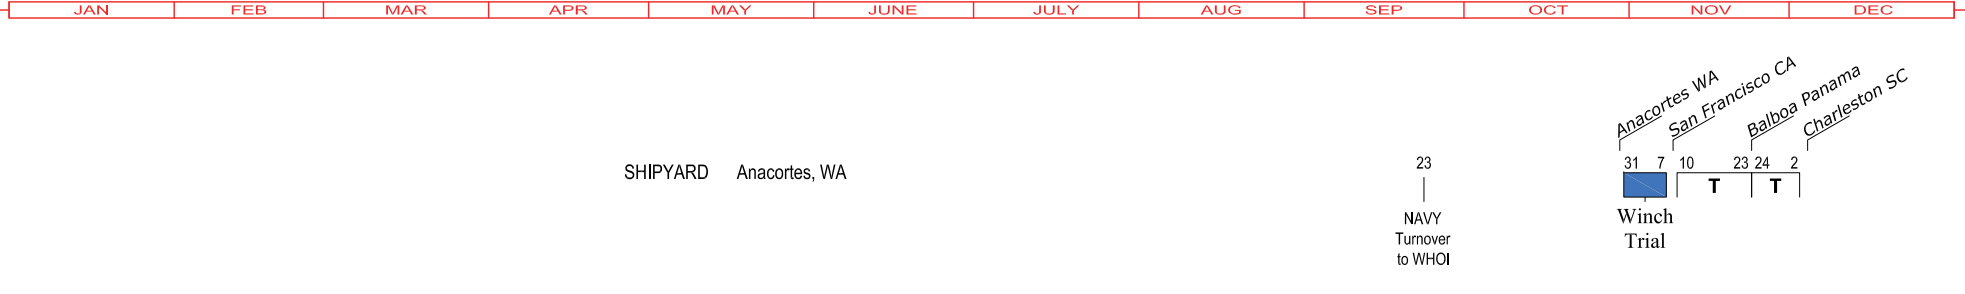 JAN FEB MAR APR MAY JUNE JULY AUG SEP OCT NOV DEC
Anacortes WA
San Francisco CA
Balboa Panama
Charleston SC
SHIPYARD Anacortes, WA
23
31 7 10 23 24 2
T T
NAVY
Turnover
to WHOI
Winch
Trial